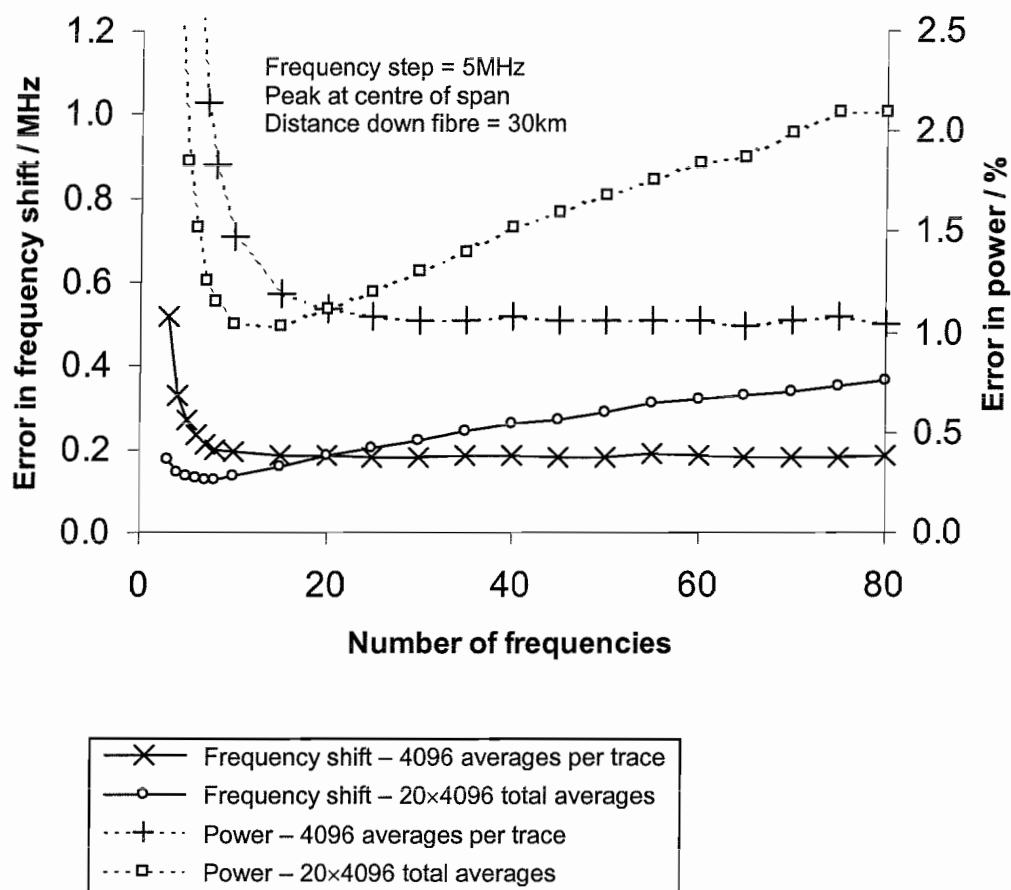 1.2
1.0
0.8
0.6
0.4
0.2
0.0
Error in frequency shift / MHz
Frequency step = 5MHz
Peak at centre of span
Distance down fibre = 30km
2.5
2.0
1.5
1.0
0.5
0.0
Error in power / %
0 20 40 60 80
Number of frequencies
Frequency shift – 4096 averages per trace
Frequency shift – 20×4096 total averages
Power – 4096 averages per trace
Power – 20×4096 total averages